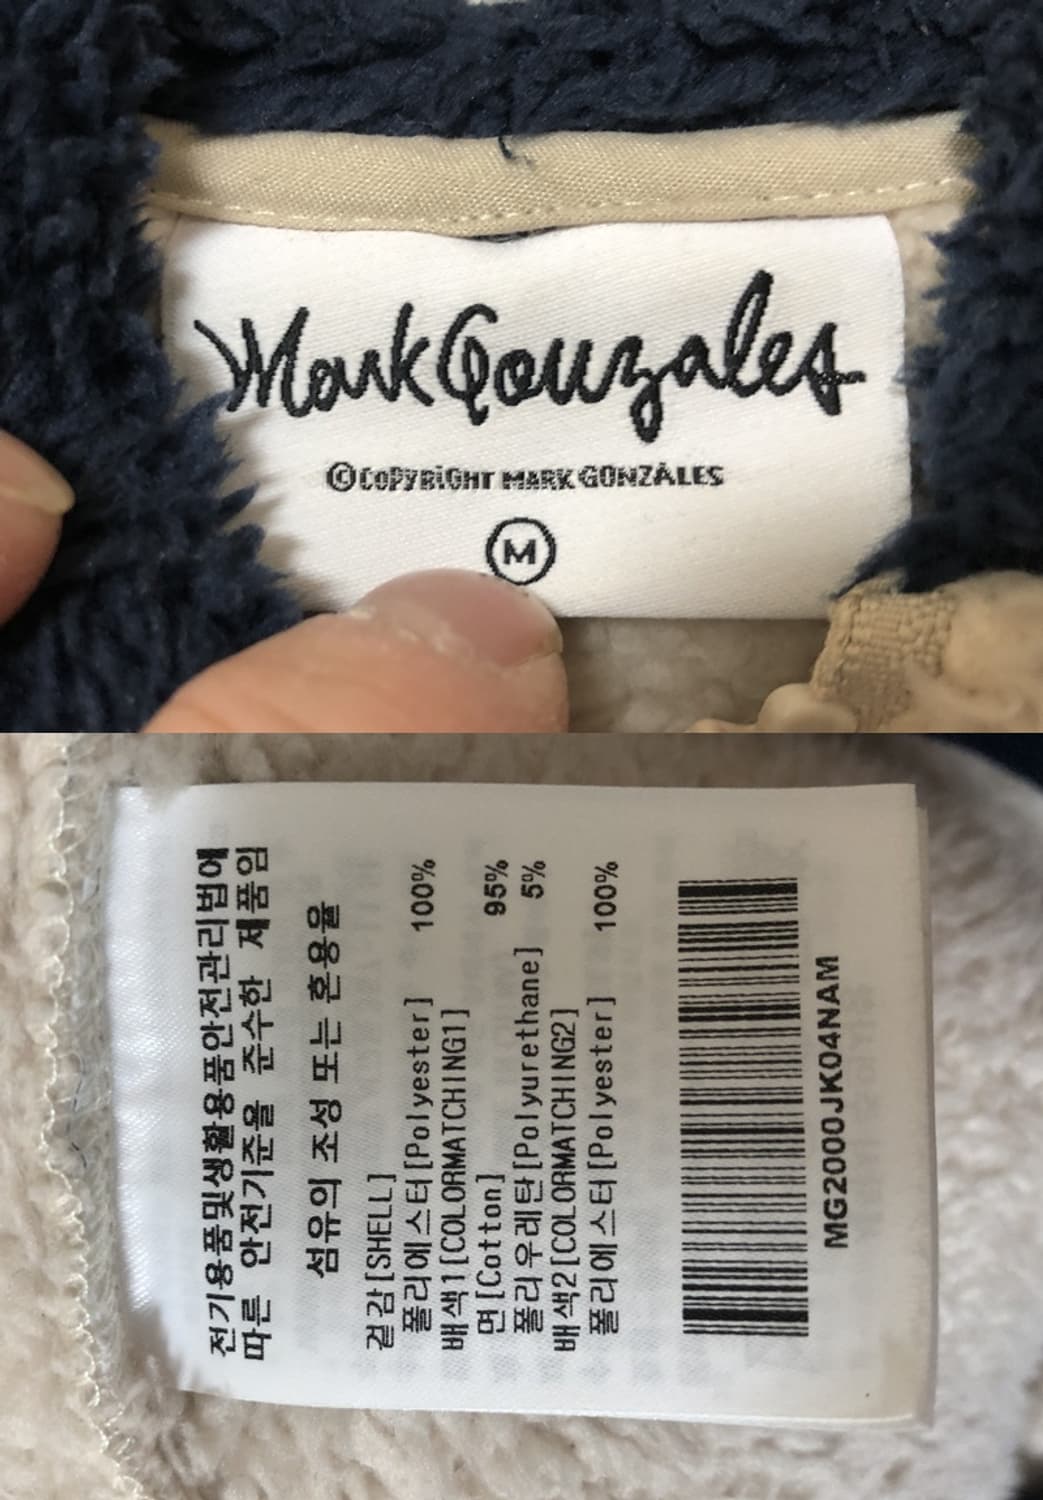 Mark Gonzales
©COPYRIGHT MARK GONZALES
M
전기용품및생활용품안전관리법에
따른 안전기준을 준수한 제품임
섬유의 조성 또는 혼용율
겉감[SHELL]
폴리에스터[Polyester] 100%
배색1[COLORMATCHING1]
면[Cotton] 95%
폴리우레탄[Polyurethane] 5%
배색2[COLORMATCHING2]
폴리에스터[Polyester] 100%
MG2000JK04NAM